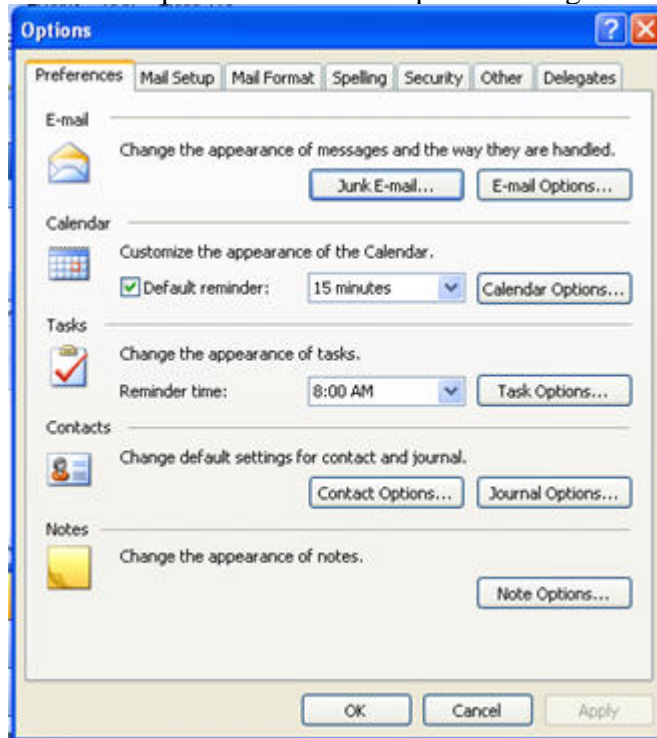 Options
Preferences Mail Setup Mail Format Spelling Security Other Delegates
E-mail
Change the appearance of messages and the way they are handled.
Junk E-mail... E-mail Options...
Calendar
Customize the appearance of the Calendar.
Default reminder: 15 minutes Calendar Options...
Tasks
Change the appearance of tasks.
Reminder time: 8:00 AM Task Options...
Contacts
Change default settings for contact and journal.
Contact Options... Journal Options...
Notes
Change the appearance of notes.
Note Options...
OK Cancel Apply